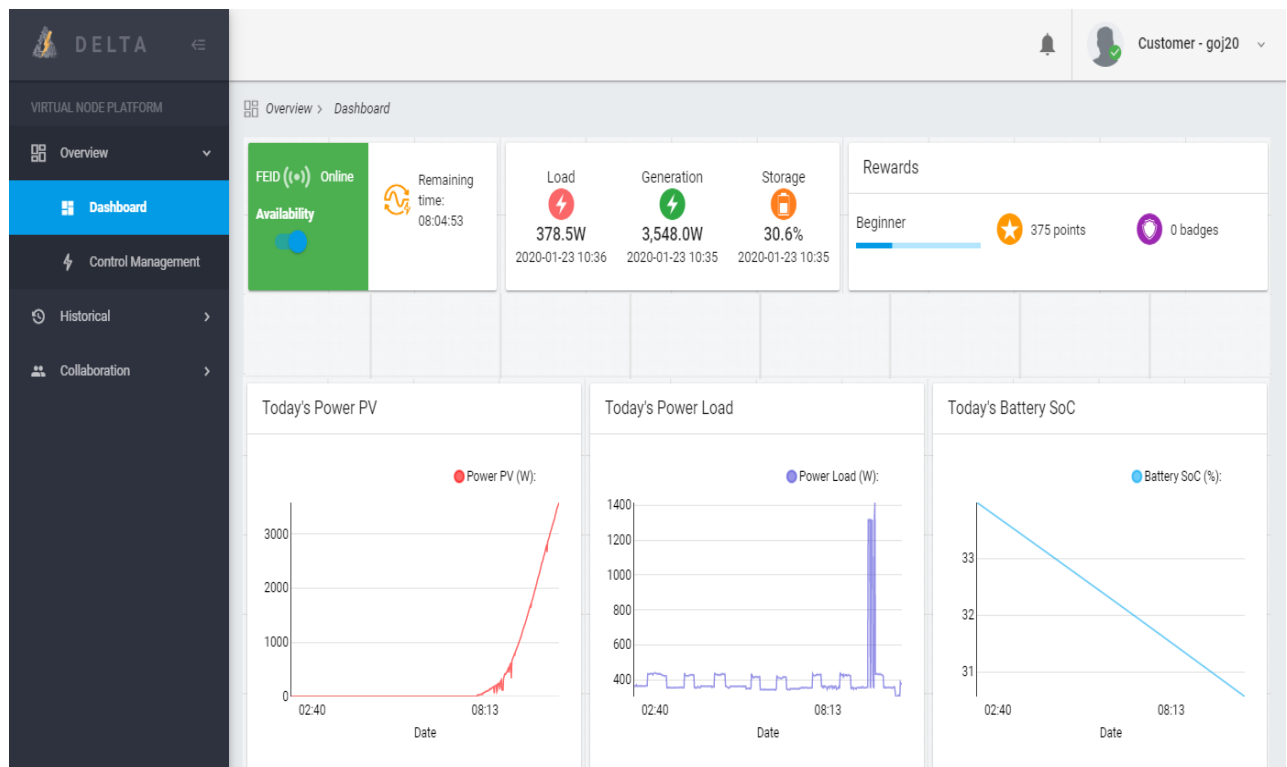 DELTA
Customer - goj20
VIRTUAL NODE PLATFORM
Overview > Dashboard
Overview
Dashboard
Control Management
Historical
Collaboration
FEID Online
Availability
Remaining
time:
08:04:53
Load Generation Storage
378.5W 3,548.0W 30.6%
2020-01-23 10:36 2020-01-23 10:35 2020-01-23 10:35
Rewards
Beginner 375 points 0 badges
Today's Power PV
Power PV (W):
3000
2000
1000
0
02:40 08:13
Date
Today's Power Load
Power Load (W):
1400
1200
1000
800
600
400
02:40 08:13
Date
Today's Battery SoC
Battery SoC (%):
33
32
31
02:40 08:13
Date